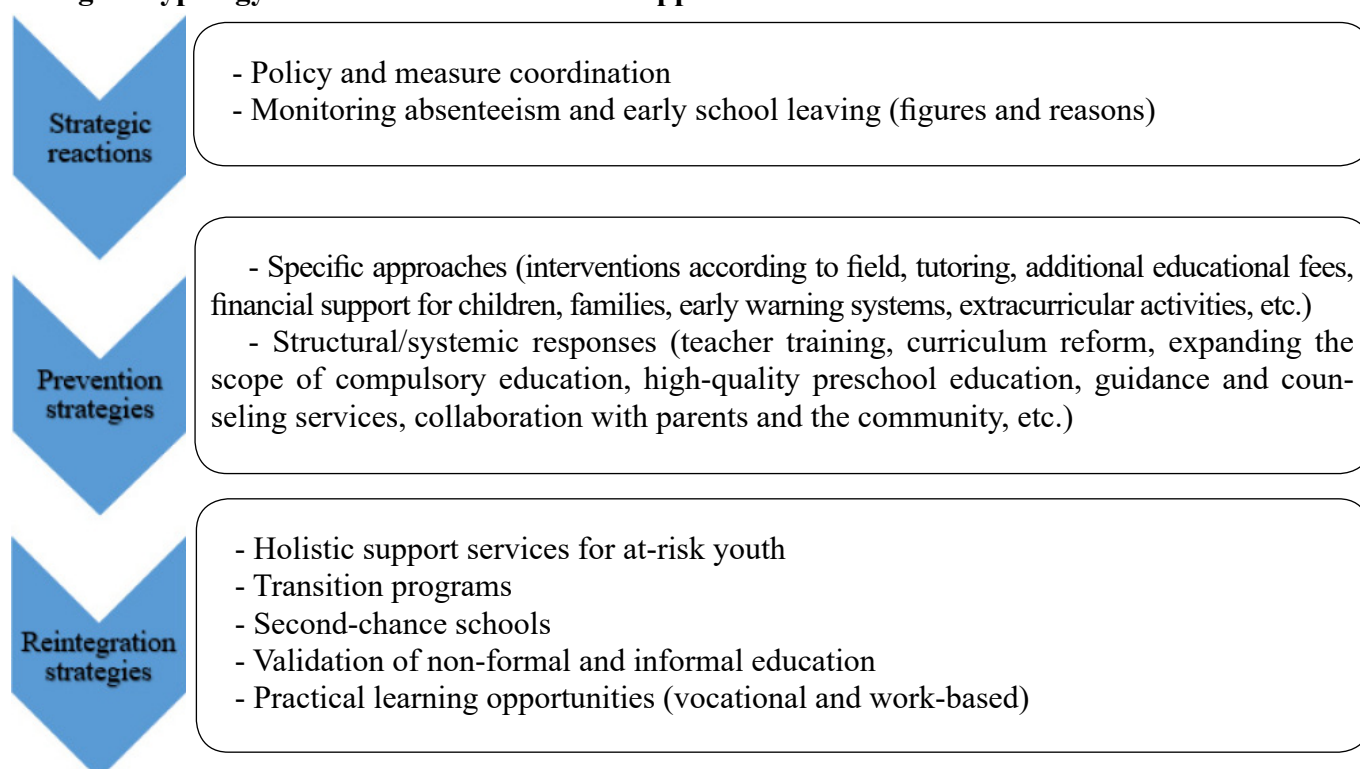 Strategic
reactions
- Policy and measure coordination
- Monitoring absenteeism and early school leaving (figures and reasons)
Prevention
strategies
- Specific approaches (interventions according to field, tutoring, additional educational fees,
financial support for children, families, early warning systems, extracurricular activities, etc.)
- Structural/systemic responses (teacher training, curriculum reform, expanding the
scope of compulsory education, high-quality preschool education, guidance and coun-
seling services, collaboration with parents and the community, etc.)
Reintegration
strategies
- Holistic support services for at-risk youth
- Transition programs
- Second-chance schools
- Validation of non-formal and informal education
- Practical learning opportunities (vocational and work-based)